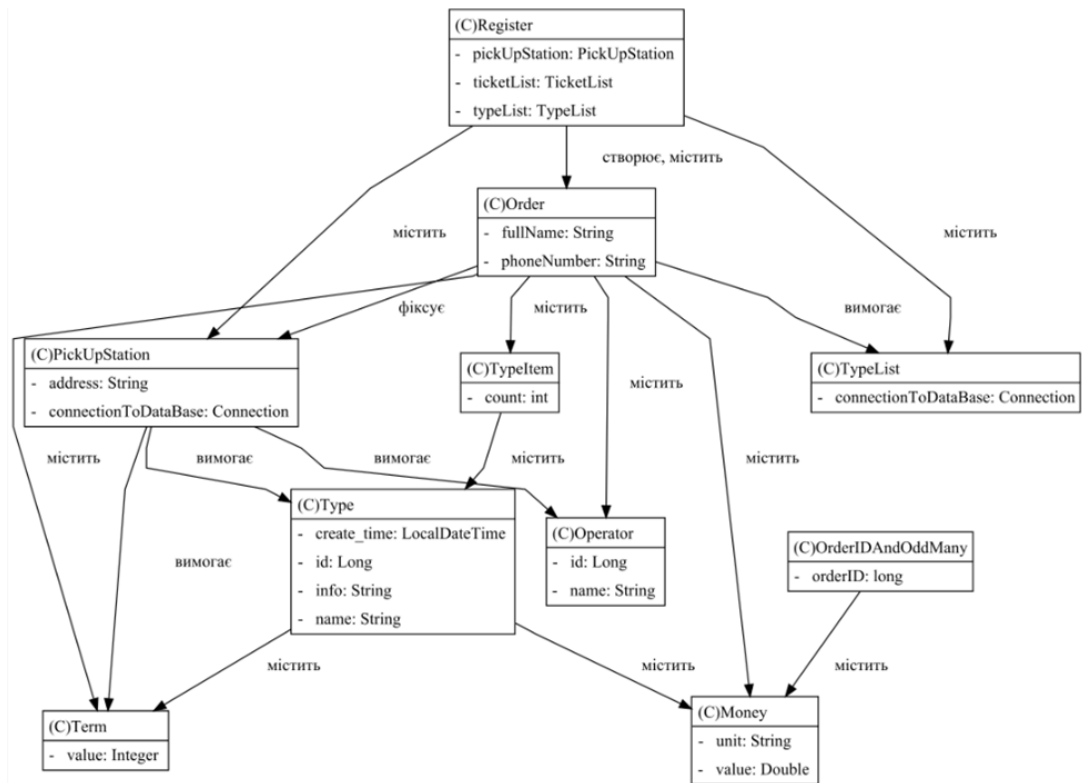 (C)Register
- pickUpStation: PickUpStation
- ticketList: TicketList
- typeList: TypeList
створює, містить
(C)Order
- fullName: String
- phoneNumber: String
містить
містить
фіксує
містить
вимогає
(C)PickUpStation
- address: String
- connectionToDataBase: Connection
(C)TypeItem
- count: int
(C)TypeList
- connectionToDataBase: Connection
містить
містить
вимогає
вимогає
містить
містить
(C)Type
- create_time: LocalDateTime
- id: Long
- info: String
- name: String
(C)Operator
- id: Long
- name: String
(C)OrderIDAndOddMany
- orderID: long
вимогає
містить
містить
містить
(C)Term
- value: Integer
(C)Money
- unit: String
- value: Double